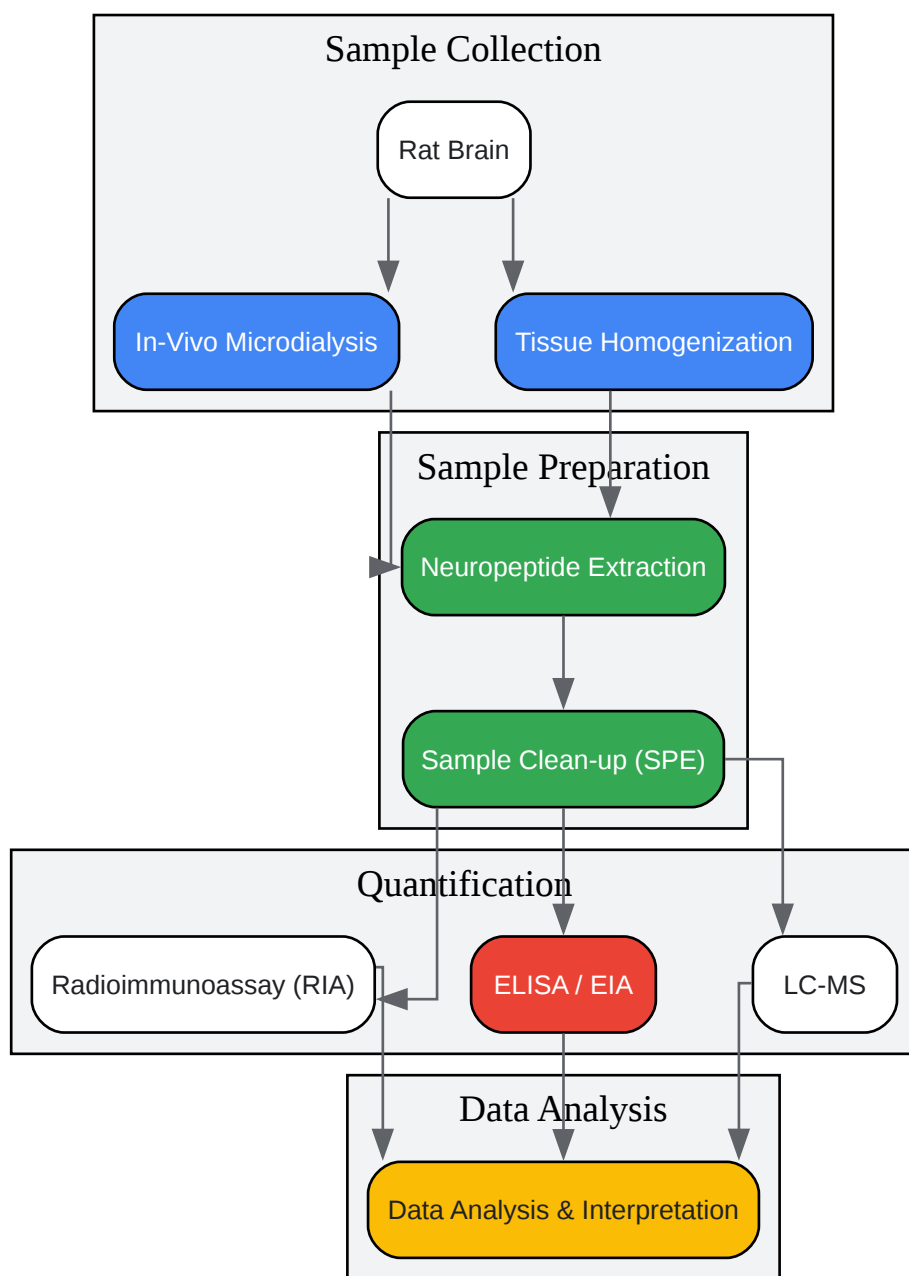 Sample Collection
Rat Brain
In-Vivo Microdialysis
Tissue Homogenization
Sample Preparation
Neuropeptide Extraction
Sample Clean-up (SPE)
Quantification
Radioimmunoassay (RIA)
ELISA / EIA
LC-MS
Data Analysis
Data Analysis & Interpretation